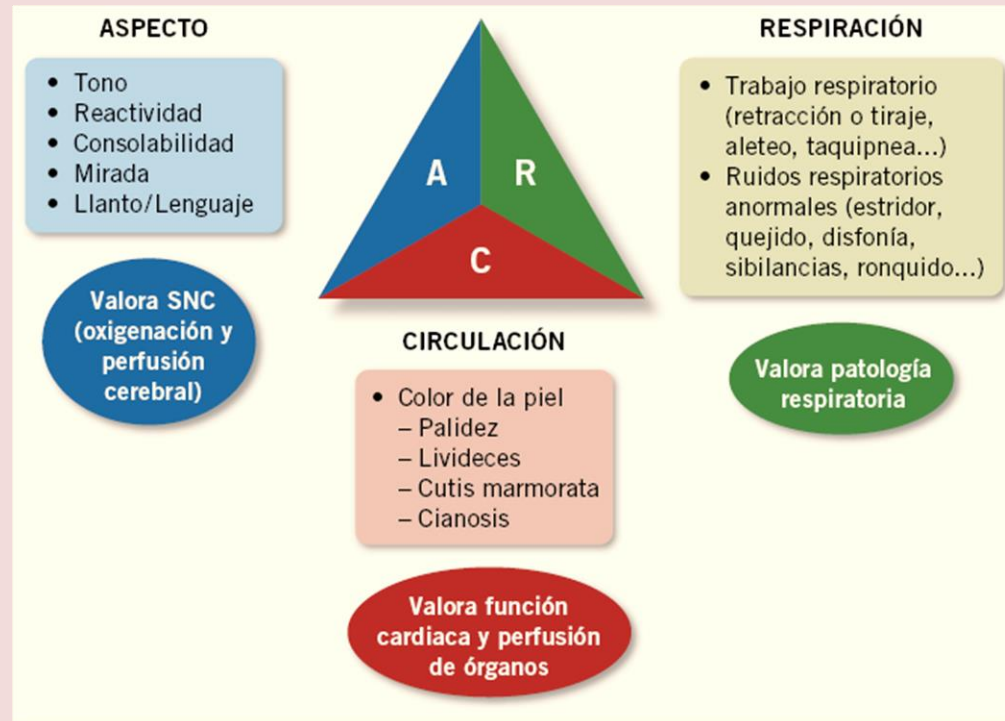 ASPECTO
• Tono
• Reactividad
• Consolabilidad
• Mirada
• Llanto/Lenguaje
Valora SNC
(oxigenación y
perfusión
cerebral)
A
R
C
RESPIRACIÓN
• Trabajo respiratorio
(retracción o tiraje,
aleteo, taquipnea...)
• Ruidos respiratorios
anormales (estridor,
quejido, disfonía,
sibilancias, ronquido...)
Valora patología
respiratoria
CIRCULACIÓN
• Color de la piel
– Palidez
– Livideces
– Cutis marmorata
– Cianosis
Valora función
cardiaca y perfusión
de órganos